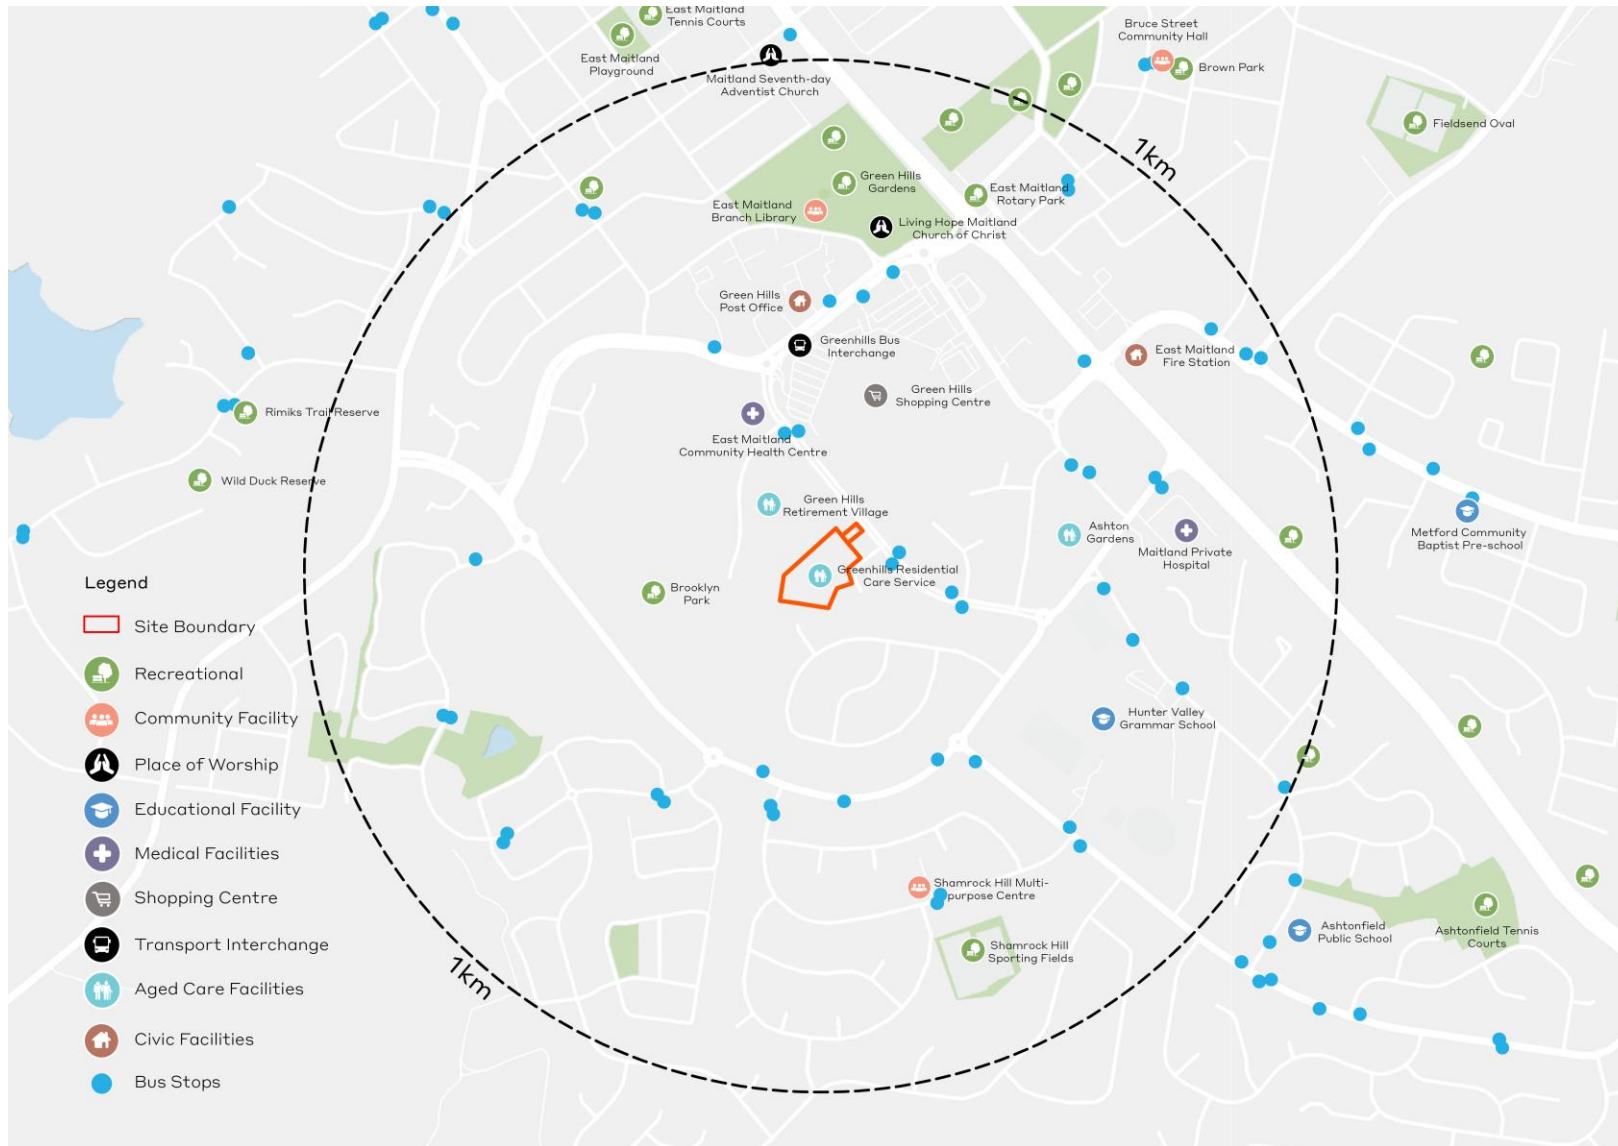 East Maitland
Tennis Courts
East Maitland
Playground
Maitland Seventh-day
Adventist Church
Bruce Street
Community Hall
Brown Park
Fieldsend Oval
1km
Green Hills
Gardens
East Maitland
Branch Library
East Maitland
Rotary Park
Living Hope Maitland
Church of Christ
Green Hills
Post Office
Greenhills Bus
Interchange
East Maitland
Fire Station
Green Hills
Shopping Centre
Rimiks Trail Reserve
East Maitland
Community Health Centre
Wild Duck Reserve
Green Hills
Retirement Village
Ashton
Gardens
Maitland Private
Hospital
Metford Community
Baptist Pre-school
Greenhills Residential
Care Service
Brooklyn
Park
Hunter Valley
Grammar School
Shamrock Hill Multi-
purpose Centre
Shamrock Hill
Sporting Fields
Ashtonfield
Public School
Ashtonfield Tennis
Courts
1km
Legend
Site Boundary
Recreational
Community Facility
Place of Worship
Educational Facility
Medical Facilities
Shopping Centre
Transport Interchange
Aged Care Facilities
Civic Facilities
Bus Stops